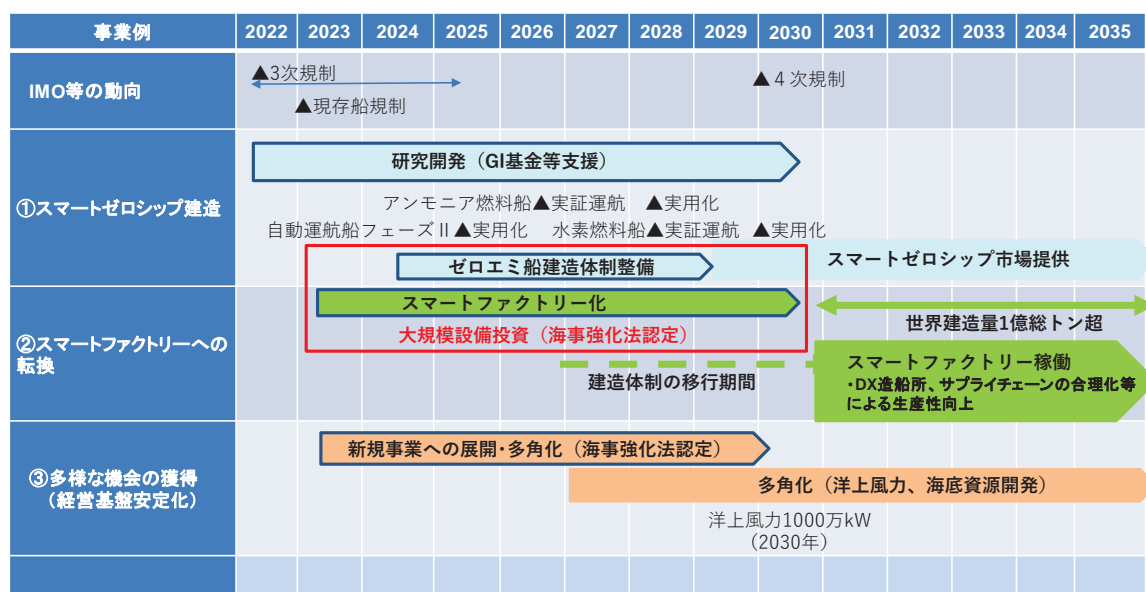 事業例 2022 2023 2024 2025 2026 2027 2028 2029 2030 2031 2032 2033 2034 2035
IMO等の動向
▲3次規制
▲現存船規制
▲４次規制
①スマートゼロシップ建造
研究開発（GI基金等支援）
アンモニア燃料船▲実証運航 ▲実用化
自動運航船フェーズⅡ▲実用化 水素燃料船▲実証運航 ▲実用化
ゼロエミ船建造体制整備
スマートゼロシップ市場提供
②スマートファクトリーへの
転換
スマートファクトリー化
大規模設備投資（海事強化法認定）
世界建造量1億総トン超
建造体制の移行期間
スマートファクトリー稼働
・DX造船所、サプライチェーンの合理化等
による生産性向上
③多様な機会の獲得
（経営基盤安定化）
新規事業への展開・多角化（海事強化法認定）
多角化（洋上風力、海底資源開発）
洋上風力1000万kW
（2030年）